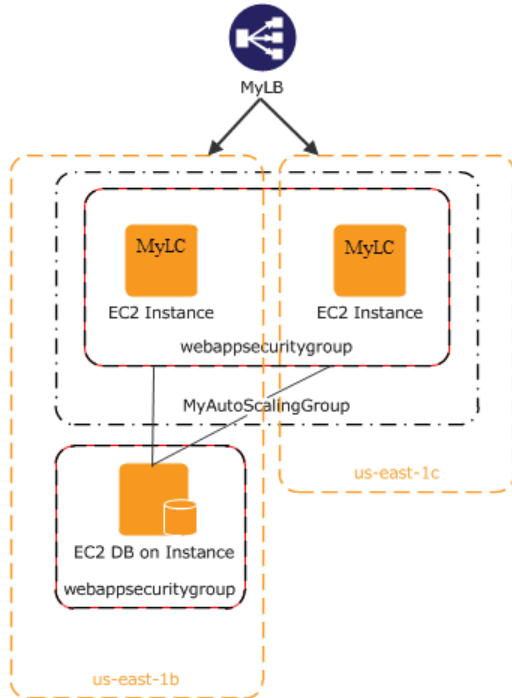 MyLB
MyLC
MyLC
EC2 Instance
EC2 Instance
webappsecuritygroup
MyAutoScalingGroup
us-east-1c
EC2 DB on Instance
webappsecuritygroup
us-east-1b